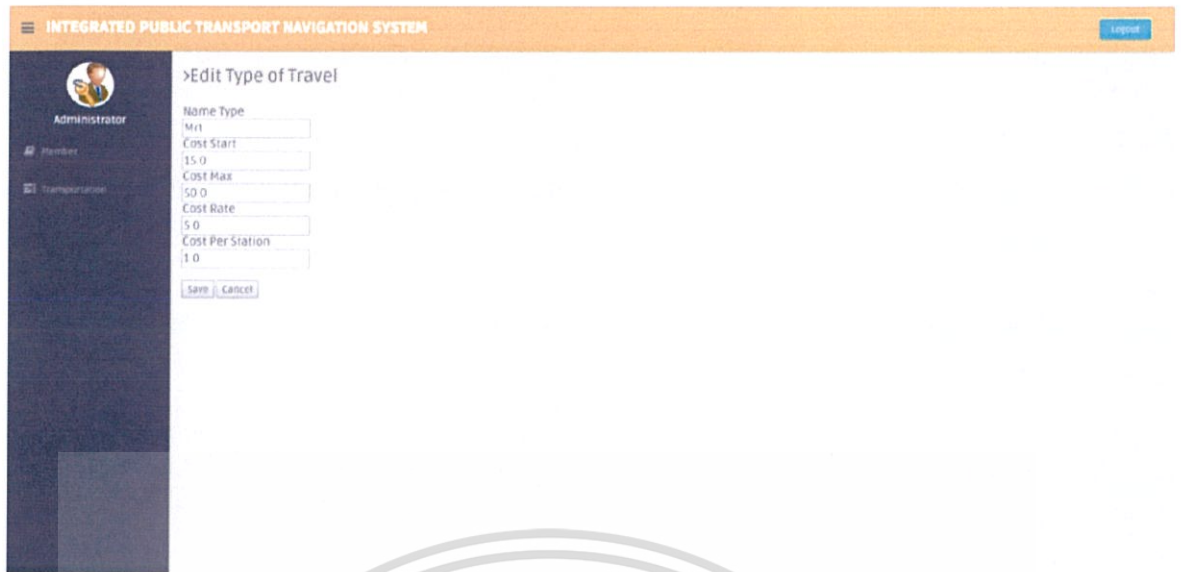 INTEGRATED PUBLIC TRANSPORT NAVIGATION SYSTEM
Logout
Administrator
Member
Transportation
>Edit Type of Travel
Name Type
Mrt
Cost Start
15.0
Cost Max
50.0
Cost Rate
5.0
Cost Per Station
1.0
Save Cancel